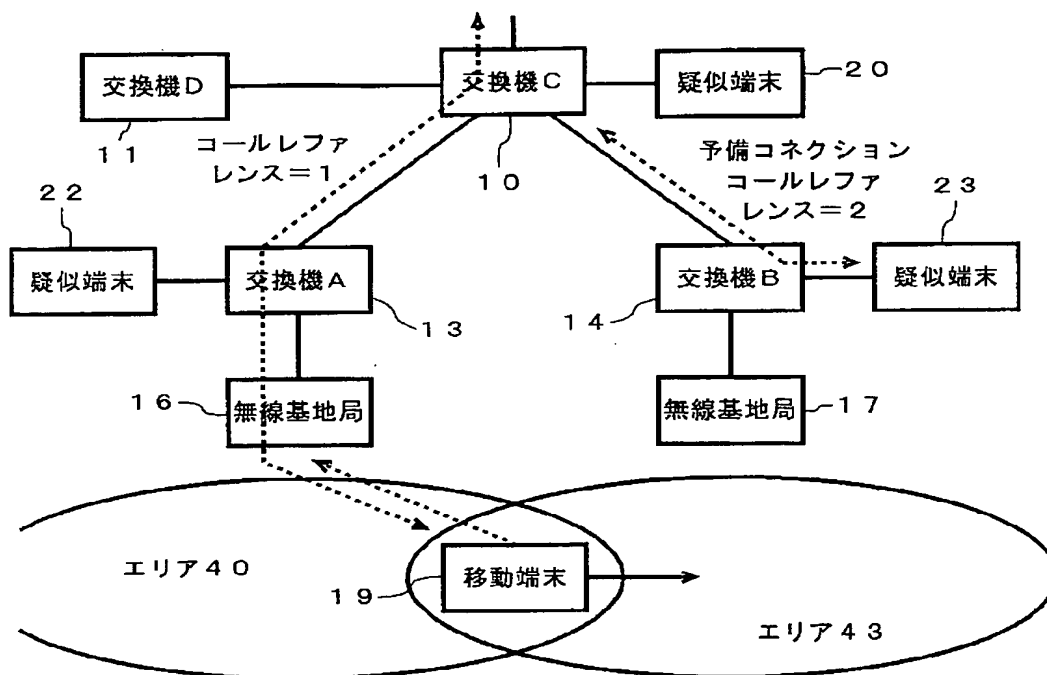 交換機D
交換機C
疑似端末
20
11
10
コールレファ
レンス=1
予備コネクション
コールレファ
レンス=2
22
23
疑似端末
交換機A
交換機B
疑似端末
13
14
16
無線基地局
無線基地局
17
エリア40
移動端末
19
エリア43